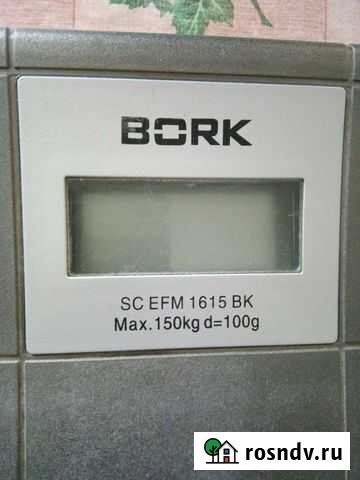 BORK
SC EFM 1615 BK
Max.150kg d=100g
rosndv.ru